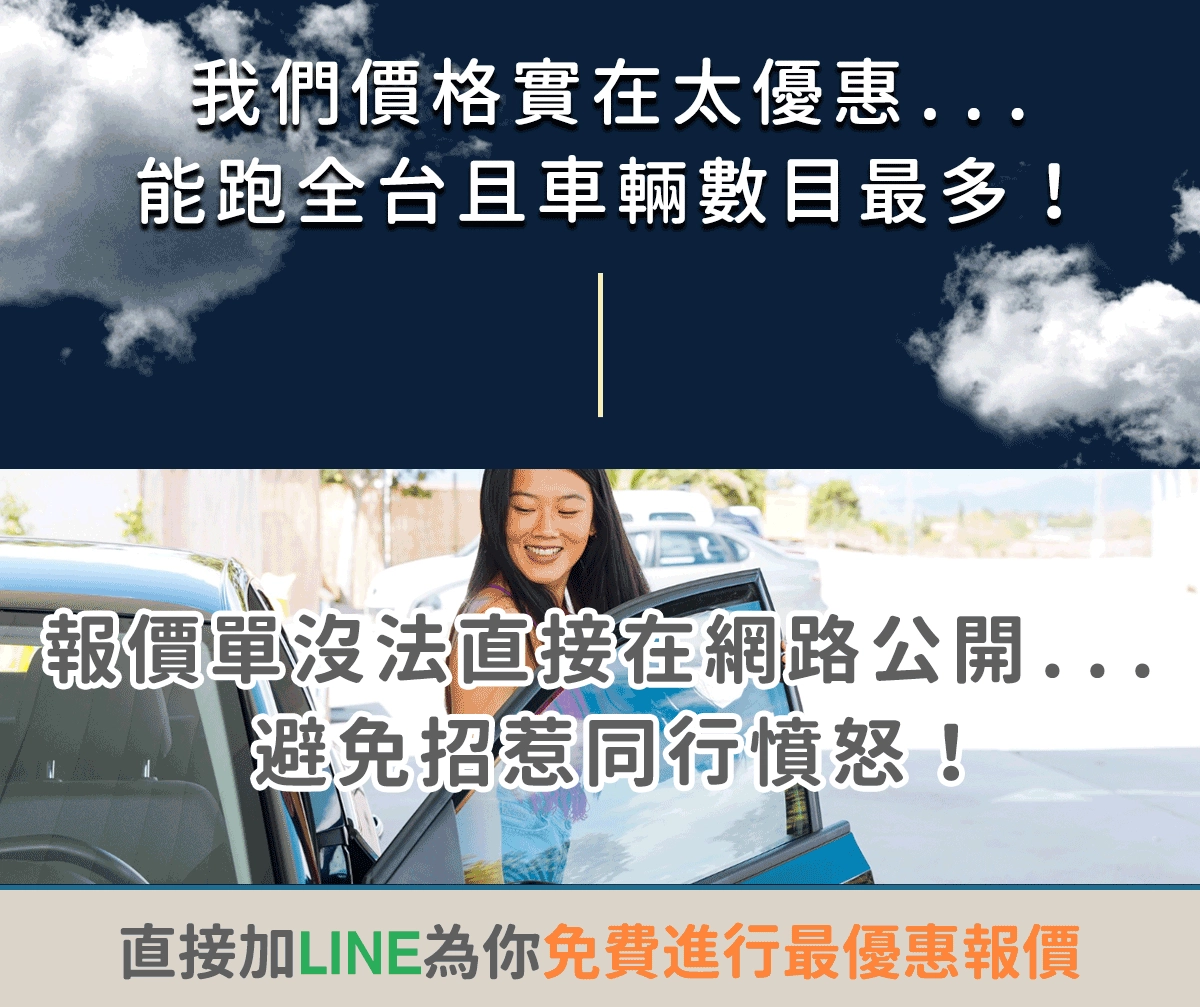 我們價格實在太優惠...
能跑全台且車輛數目最多！
報價單沒法直接在網路公開...
避免招惹同行憤怒！
直接加LINE為你免費進行最優惠報價